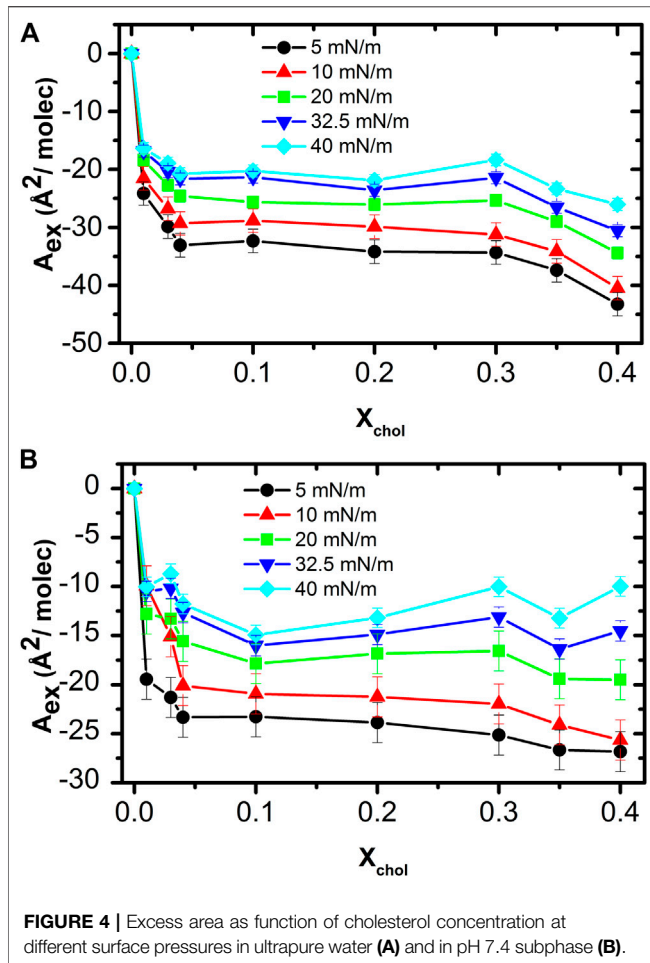 A
0
-10
-20
-30
-40
-50
A_ex (Å²/ molec)
5 mN/m
10 mN/m
20 mN/m
32.5 mN/m
40 mN/m
0.0 0.1 0.2 0.3 0.4
X_chol
B
0
-5
-10
-15
-20
-25
-30
A_ex (Å²/ molec)
5 mN/m
10 mN/m
20 mN/m
32.5 mN/m
40 mN/m
0.0 0.1 0.2 0.3 0.4
X_chol
FIGURE 4 | Excess area as function of cholesterol concentration at
different surface pressures in ultrapure water (A) and in pH 7.4 subphase (B).